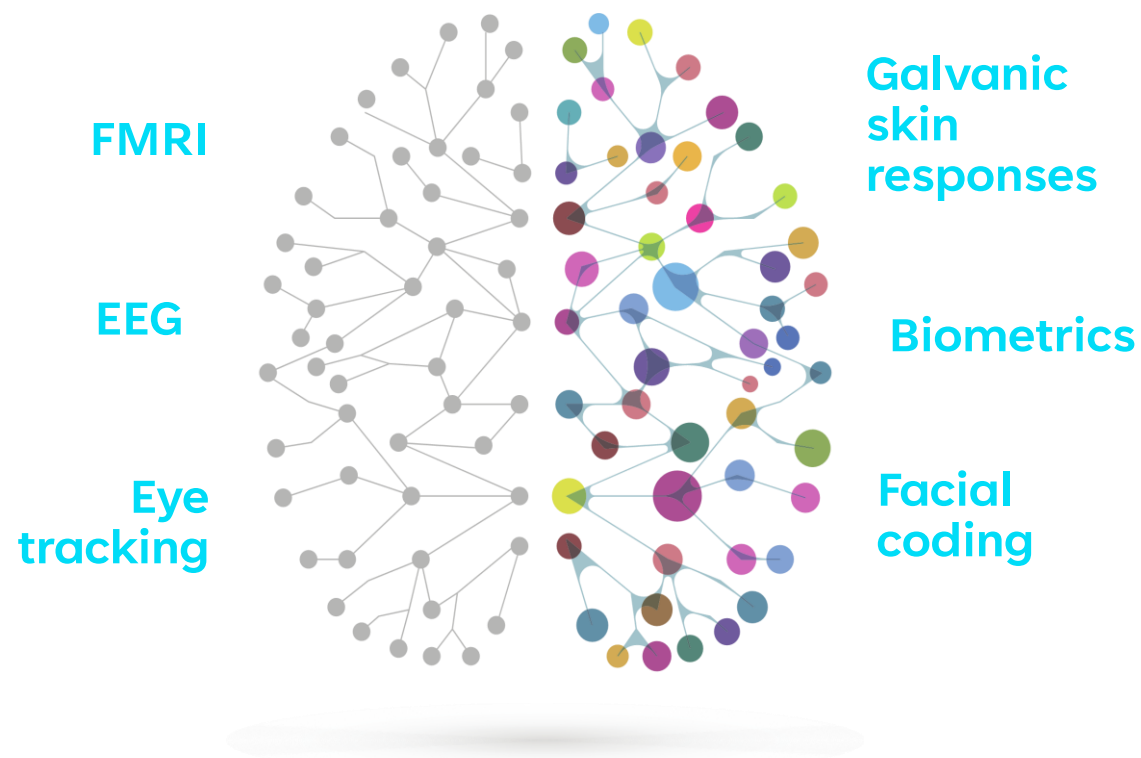 FMRI
EEG
Eye
tracking
Galvanic
skin
responses
Biometrics
Facial
coding